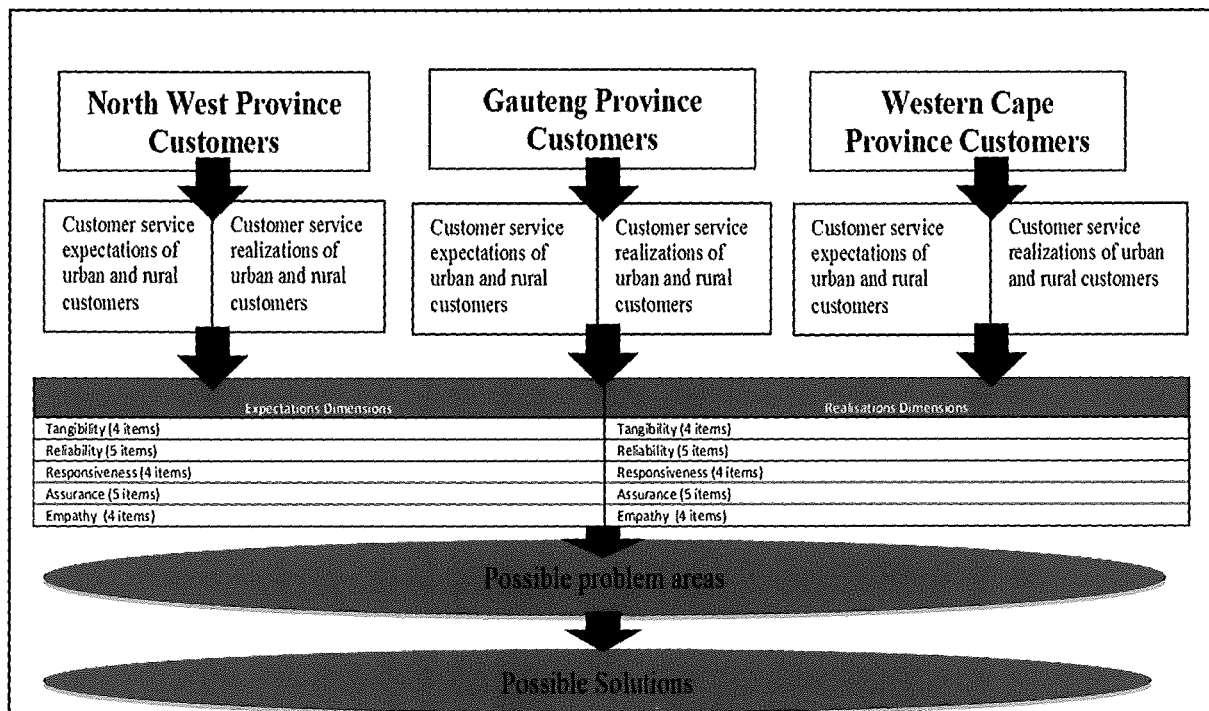 North West Province
Customers
Gauteng Province
Customers
Western Cape
Province Customers
Customer service
expectations of
urban and rural
customers
Customer service
realizations of
urban and rural
customers
Customer service
expectations of
urban and rural
customers
Customer service
realizations of
urban and rural
customers
Customer service
expectations of
urban and rural
customers
Customer service
realizations of urban
and rural customers
Expectations Dimensions
Realisations Dimensions
Tangibility (4 items)
Tangibility (4 items)
Reliability (5 items)
Reliability (5 items)
Responsiveness (4 items)
Responsiveness (4 items)
Assurance (5 items)
Assurance (5 items)
Empathy (4 items)
Empathy (4 items)
Possible problem areas
Possible Solutions